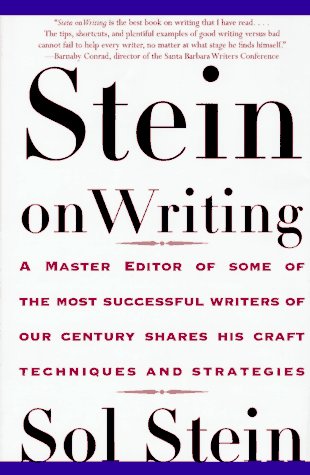 "Stein on Writing is the best book on writing that I have read. . . .
The tips, shortcuts, and plentiful examples of good writing versus bad
cannot fail to help every writer, no matter at what stage he finds himself."
—Barnaby Conrad, director of the Santa Barbara Writers Conference
Stein
on Writing
A MASTER EDITOR OF SOME OF
THE MOST SUCCESSFUL WRITERS OF
OUR CENTURY SHARES HIS CRAFT
TECHNIQUES AND STRATEGIES
Sol Stein